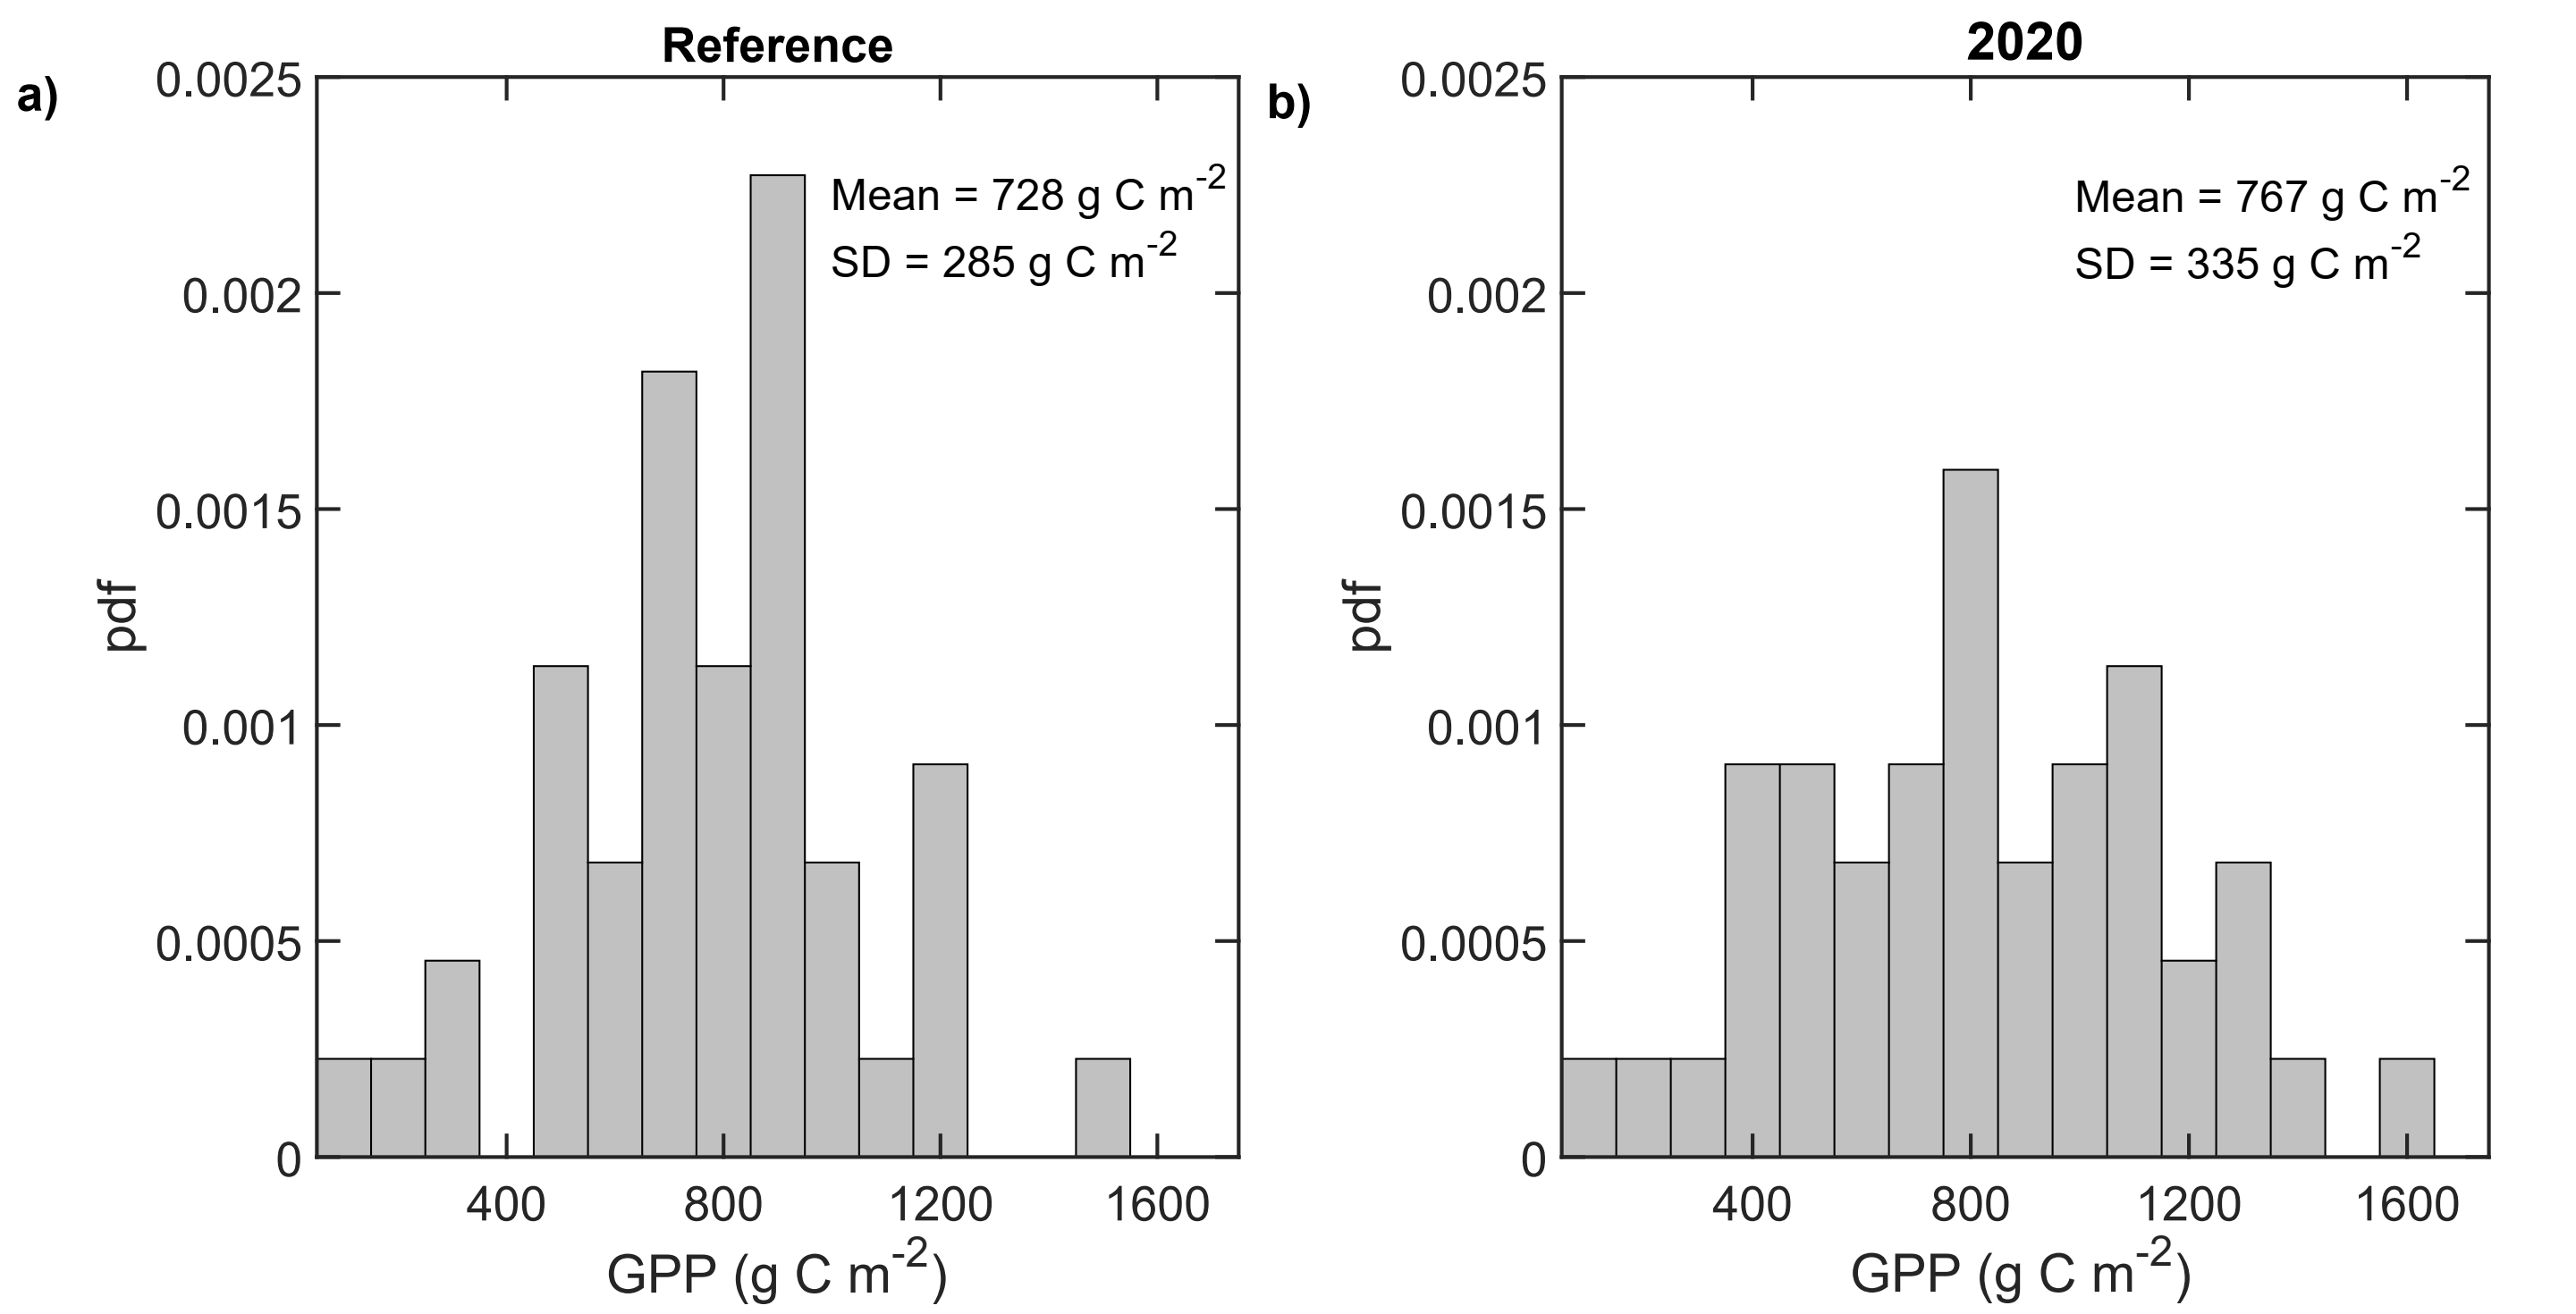 a)
Reference
0.0025
0.002
0.0015
0.001
0.0005
0
pdf
Mean = 728 g C m-2
SD = 285 g C m-2
400 800 1200 1600
GPP (g C m-2)
b)
2020
0.0025
0.002
0.0015
0.001
0.0005
0
pdf
Mean = 767 g C m-2
SD = 335 g C m-2
400 800 1200 1600
GPP (g C m-2)